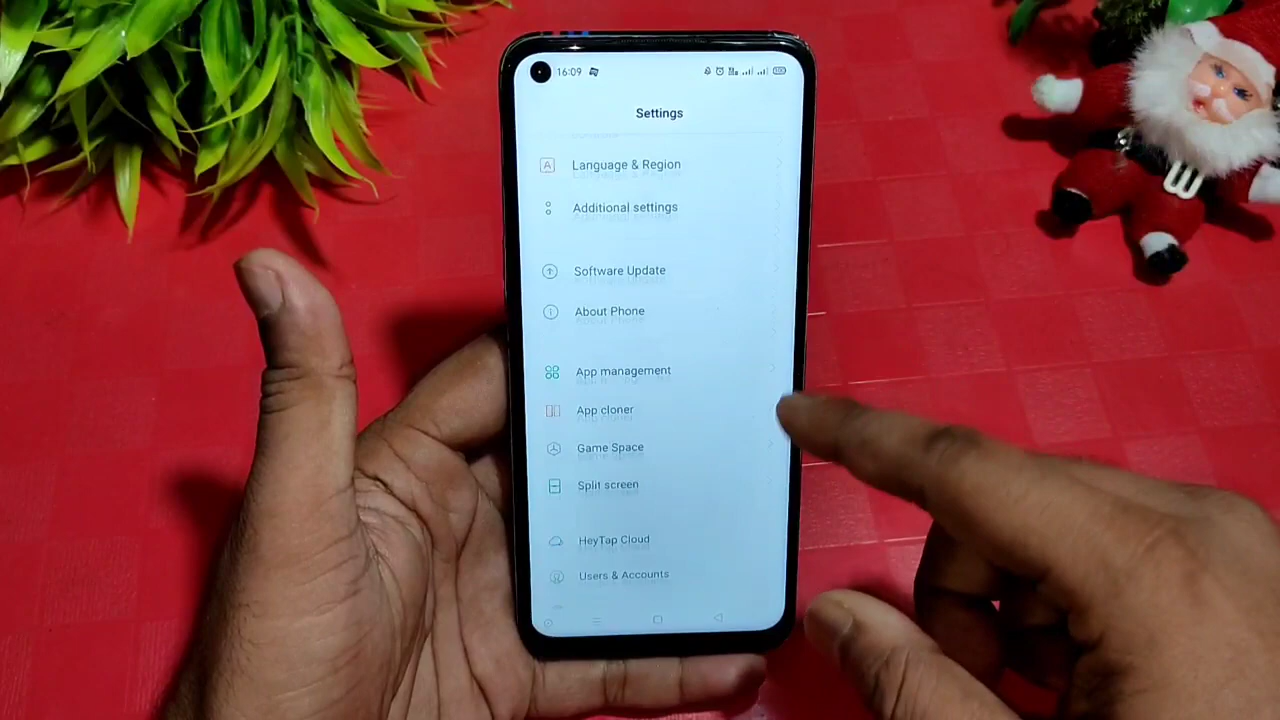 16:09
Settings
Language & Region
Additional settings
Software Update
About Phone
App management
App cloner
Game Space
Split screen
HeyTap Cloud
Users & Accounts